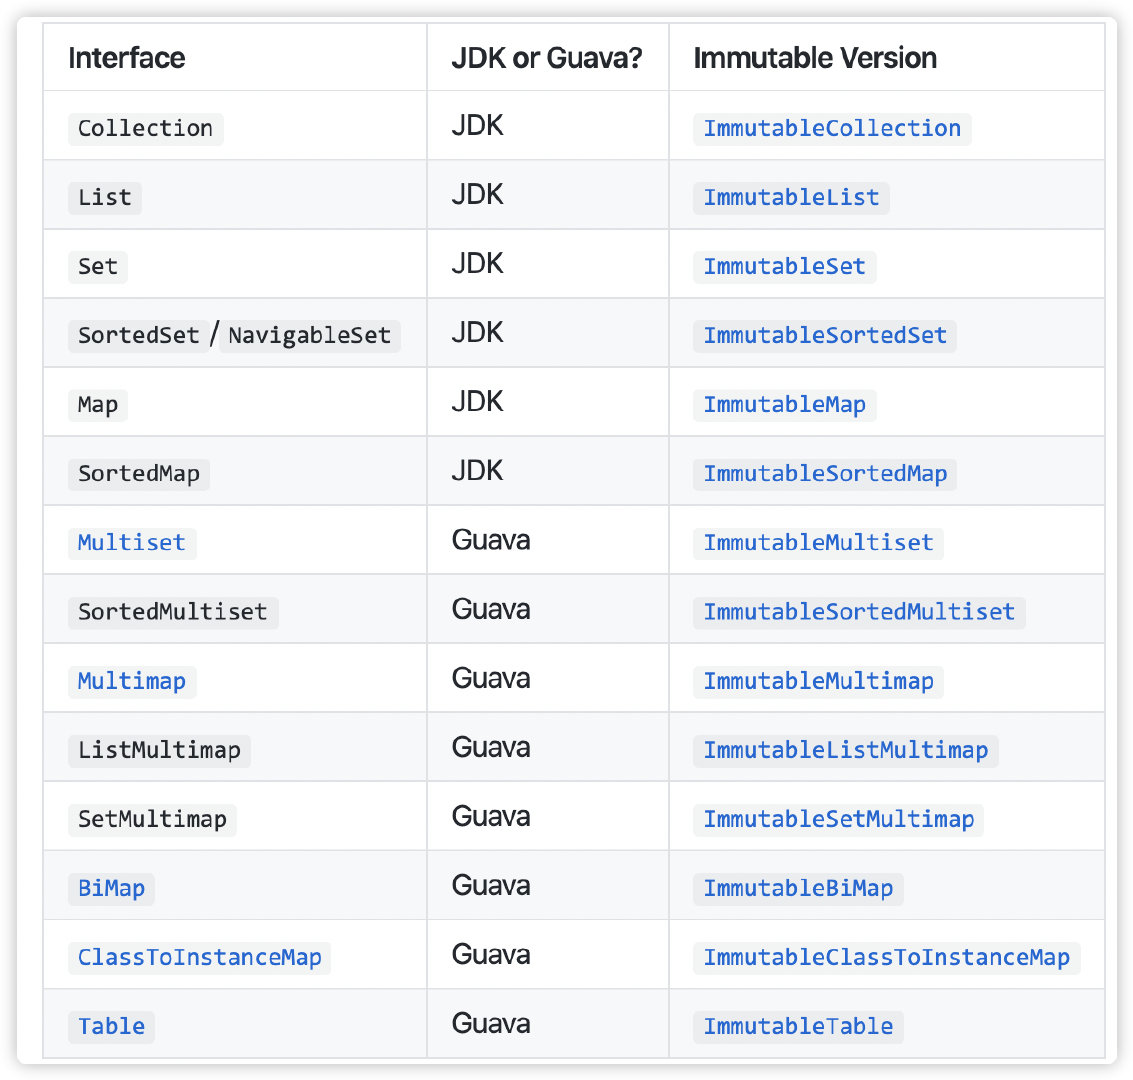 Interface JDK or Guava? Immutable Version
Collection JDK ImmutableCollection
List JDK ImmutableList
Set JDK ImmutableSet
SortedSet/NavigableSet JDK ImmutableSortedSet
Map JDK ImmutableMap
SortedMap JDK ImmutableSortedMap
Multiset Guava ImmutableMultiset
SortedMultiset Guava ImmutableSortedMultiset
Multimap Guava ImmutableMultimap
ListMultimap Guava ImmutableListMultimap
SetMultimap Guava ImmutableSetMultimap
BiMap Guava ImmutableBiMap
ClassToInstanceMap Guava ImmutableClassToInstanceMap
Table Guava ImmutableTable